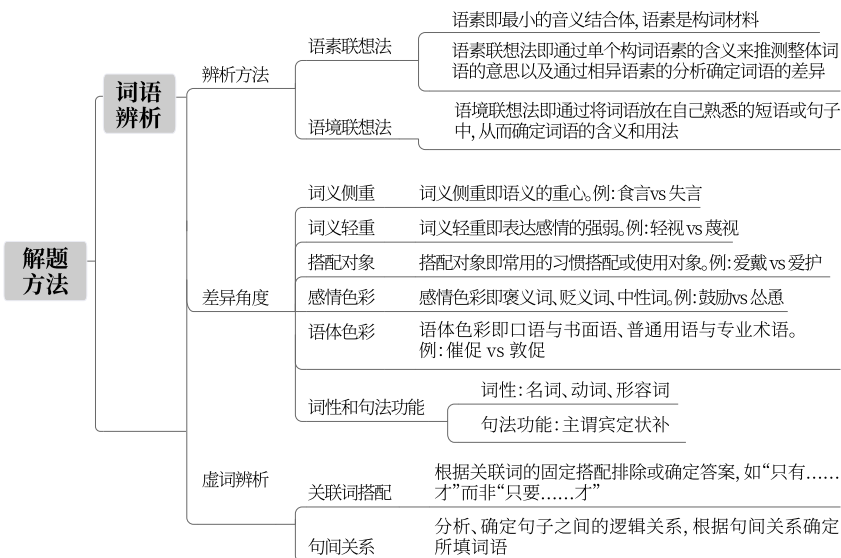 解题
方法
词语
辨析
辨析方法
语素联想法
语素即最小的音义结合体,语素是构词材料
语素联想法即通过单个构词语素的含义来推测整体词
语的意思以及通过相异语素的分析确定词语的差异
语境联想法
语境联想法即通过将词语放在自己熟悉的短语或句子
中,从而确定词语的含义和用法
差异角度
词义侧重
词义侧重即语义的重心。例:食言vs 失言
词义轻重
词义轻重即表达感情的强弱。例:轻视 vs 蔑视
搭配对象
搭配对象即常用的习惯搭配或使用对象。例:爱戴 vs 爱护
感情色彩
感情色彩即褒义词、贬义词、中性词。例:鼓励vs 怂恿
语体色彩
语体色彩即口语与书面语、普通用语与专业术语。
例:催促 vs 敦促
词性和句法功能
词性:名词、动词、形容词
句法功能:主谓宾定状补
虚词辨析
关联词搭配
根据关联词的固定搭配排除或确定答案,如“只有……
才”而非“只要……才”
句间关系
分析、确定句子之间的逻辑关系,根据句间关系确定
所填词语